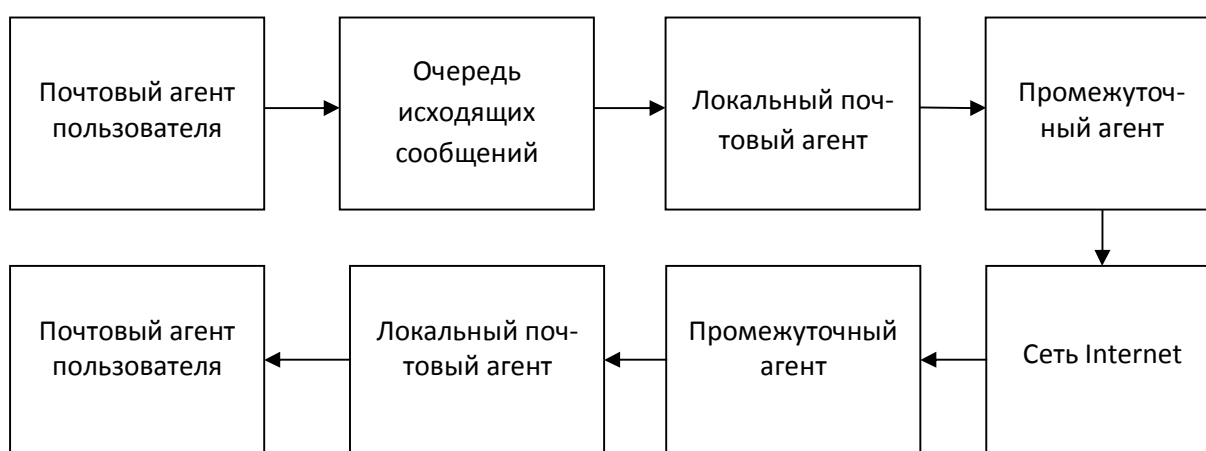 Почтовый агент
пользователя
Очередь
исходящих
сообщений
Локальный поч-
товый агент
Промежуточ-
ный агент
Почтовый агент
пользователя
Локальный поч-
товый агент
Промежуточный
агент
Сеть Internet